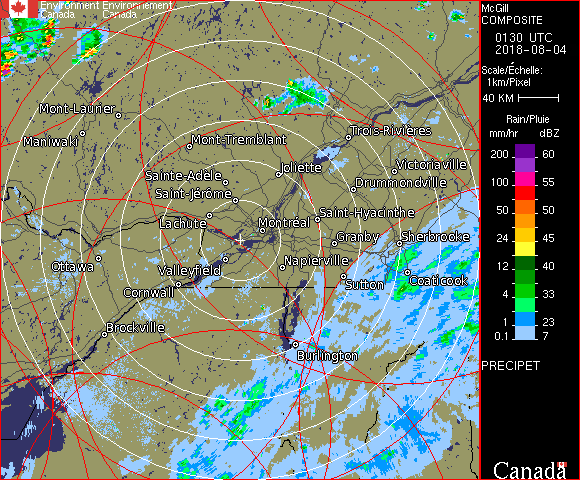 Environment Environnement
Canada Canada
McGill
COMPOSITE
0130 UTC
2018-08-04
Scale/Échelle:
1km/Pixel
40 KM
Rain/Pluie
mm/hr dBZ
200 60
150 57
100 55
50 50
24 45
12 40
4 33
1 23
0.1 7
PRECIPET
Canada
Mont-Laurier
Maniwaki
Mont-Tremblant
Trois-Rivières
Victoriaville
Joliette
Sainte-Adèle
Drummondville
Saint-Jérôme
Saint-Hyacinthe
Lachute
Montréal
Granby
Sherbrooke
Ottawa
Valleyfield
Napierville
Coaticook
Sutton
Cornwall
Brockville
Burlington